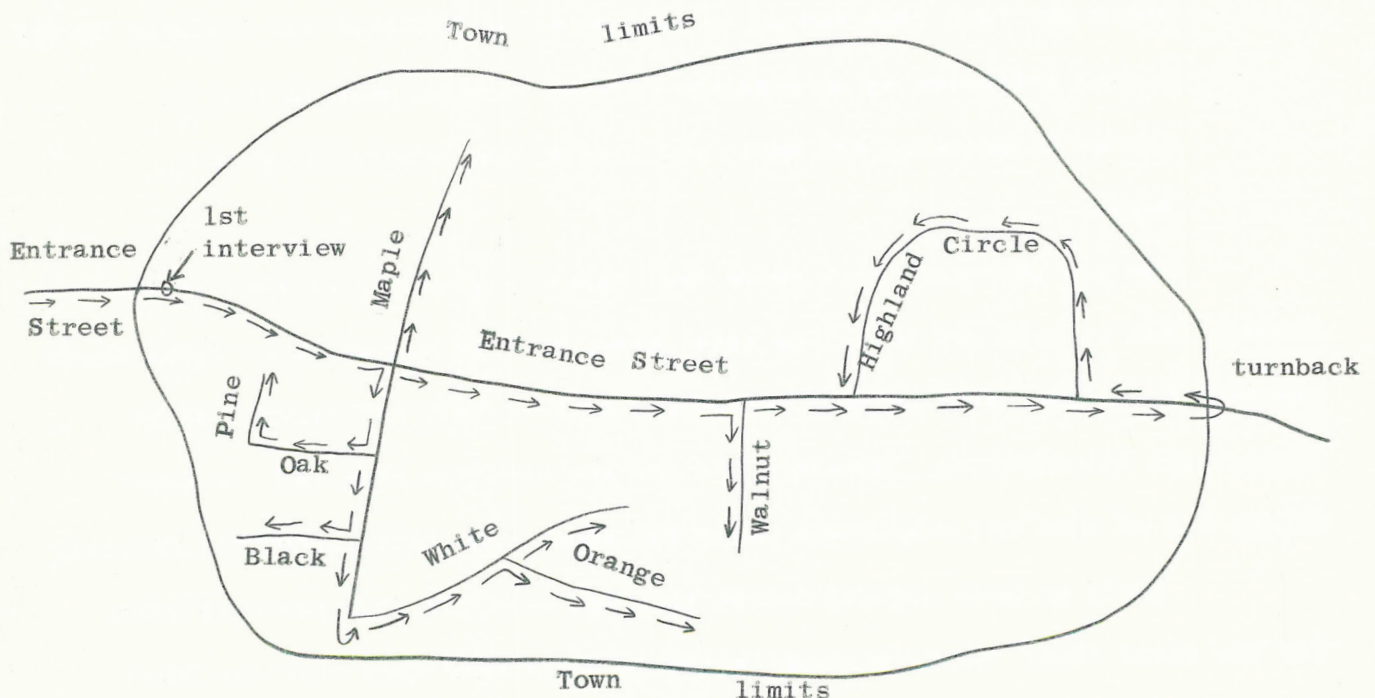 Town limits
1st
interview
Entrance
Street
Maple
Entrance Street
Highland
Circle
turnback
Pine
Oak
Black
White
Orange
Walnut
Town limits